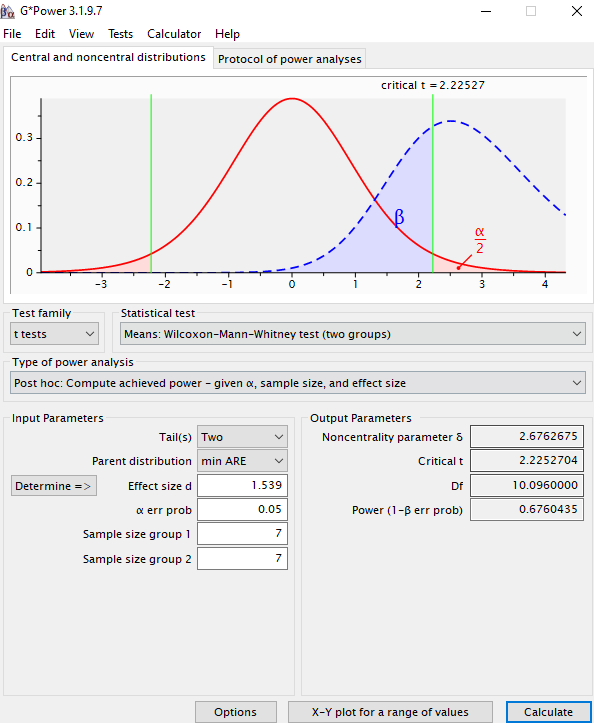 βα G*Power 3.1.9.7
File Edit View Tests Calculator Help
Central and noncentral distributions Protocol of power analyses
critical t = 2.22527
0.3
0.2
0.1
0
β
α
2
-3 -2 -1 0 1 2 3 4
Test family Statistical test
t tests Means: Wilcoxon-Mann-Whitney test (two groups)
Type of power analysis
Post hoc: Compute achieved power - given α, sample size, and effect size
Input Parameters Output Parameters
Tail(s) Two Noncentrality parameter δ 2.6762675
Parent distribution min ARE Critical t 2.2252704
Determine => Effect size d 1.539 Df 10.0960000
α err prob 0.05 Power (1-β err prob) 0.6760435
Sample size group 1 7
Sample size group 2 7
Options X-Y plot for a range of values Calculate